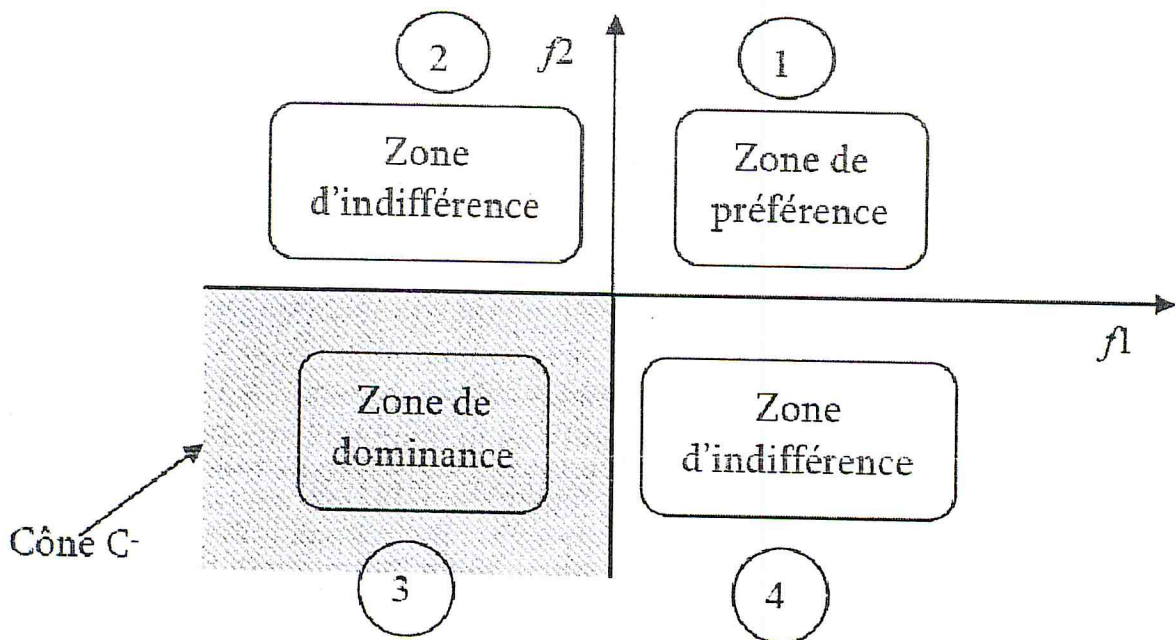 2
f2
1
Zone
d'indifférence
Zone de
préférence
f1
Zone de
dominance
Zone
d'indifférence
Cône C-
3
4